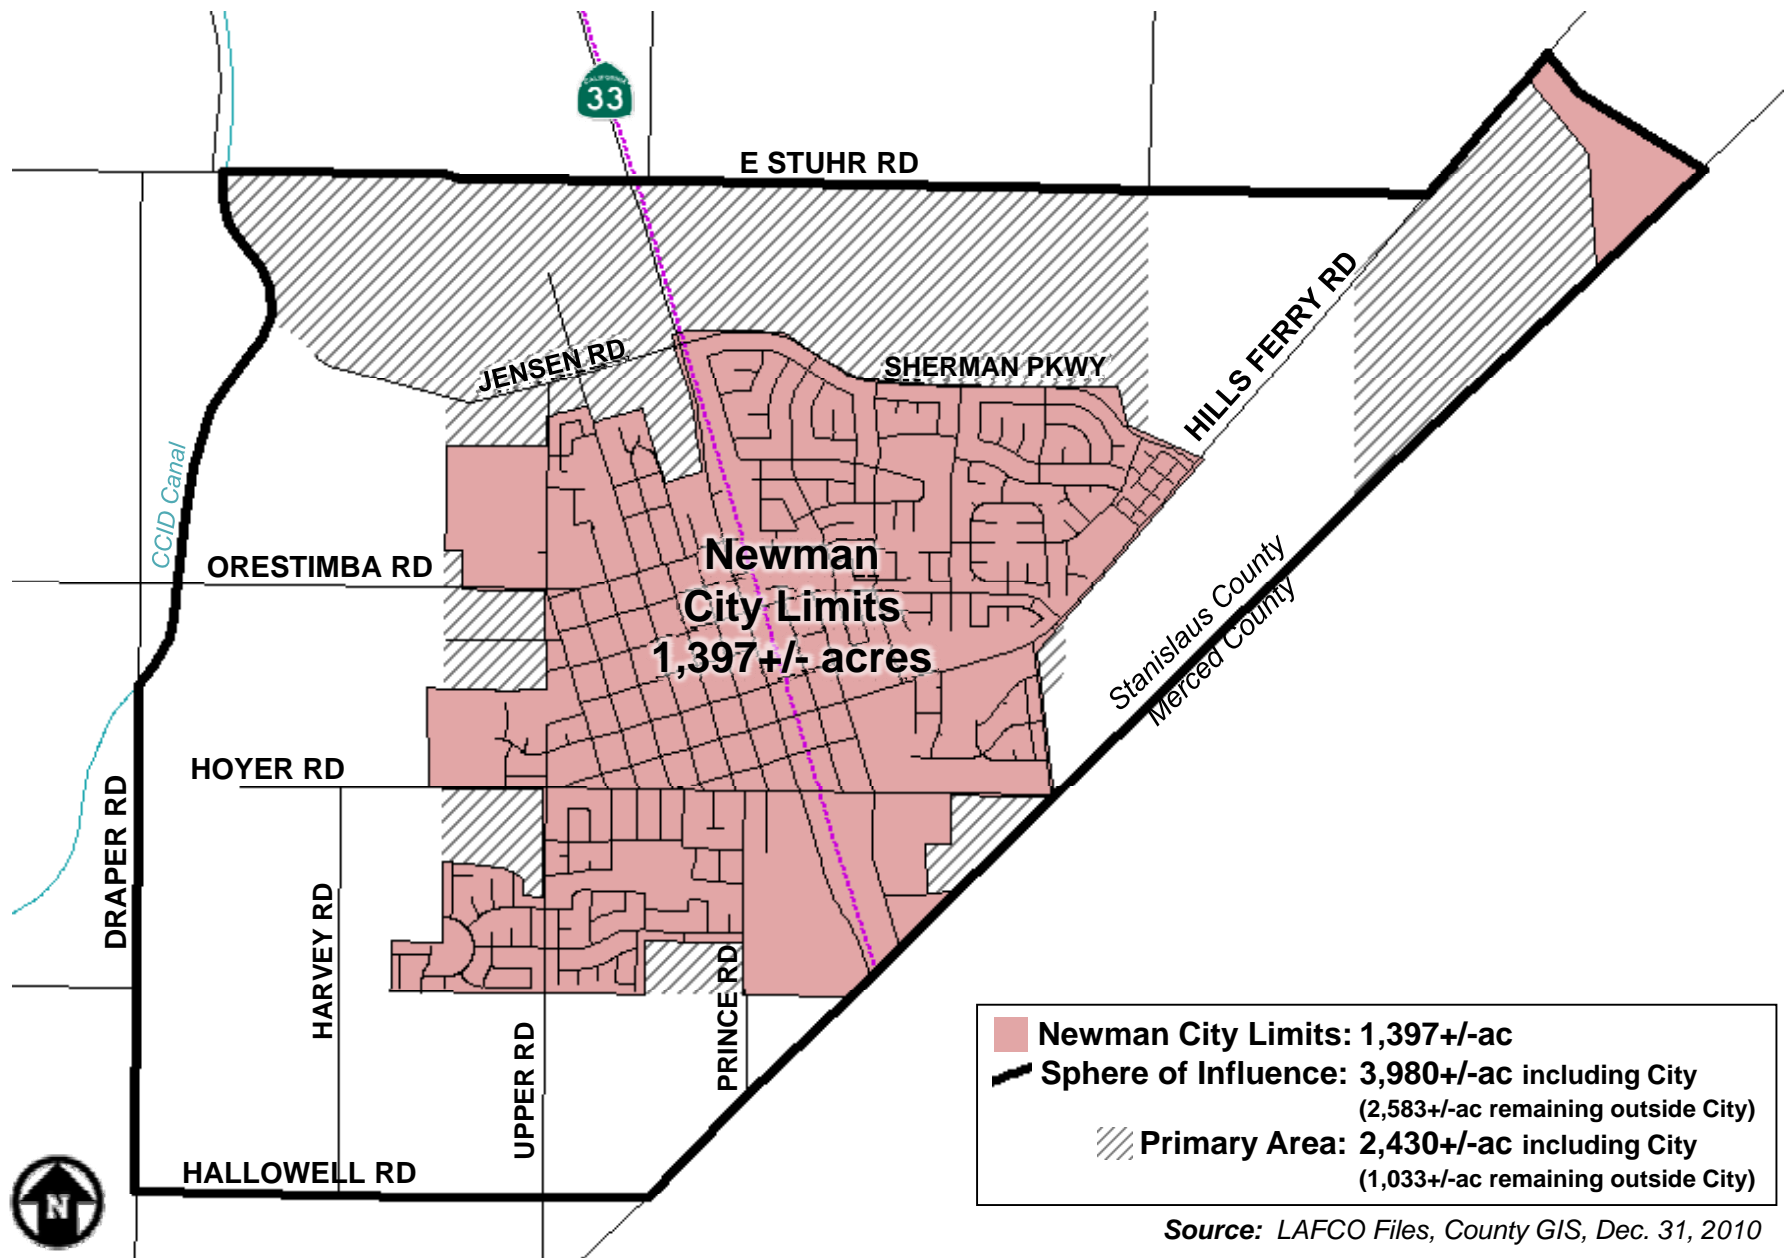 CALIFORNIA
33
E STUHR RD
HILLS FERRY RD
JENSEN RD
SHERMAN PKWY
CCID Canal
ORESTIMBA RD
Newman
City Limits
1,397+/- acres
Stanislaus County
Merced County
HOYER RD
DRAPER RD
HARVEY RD
UPPER RD
PRINCE RD
HALLOWELL RD
N
Newman City Limits: 1,397+/-ac
Sphere of Influence: 3,980+/-ac including City
(2,583+/-ac remaining outside City)
Primary Area: 2,430+/-ac including City
(1,033+/-ac remaining outside City)
Source: LAFCO Files, County GIS, Dec. 31, 2010